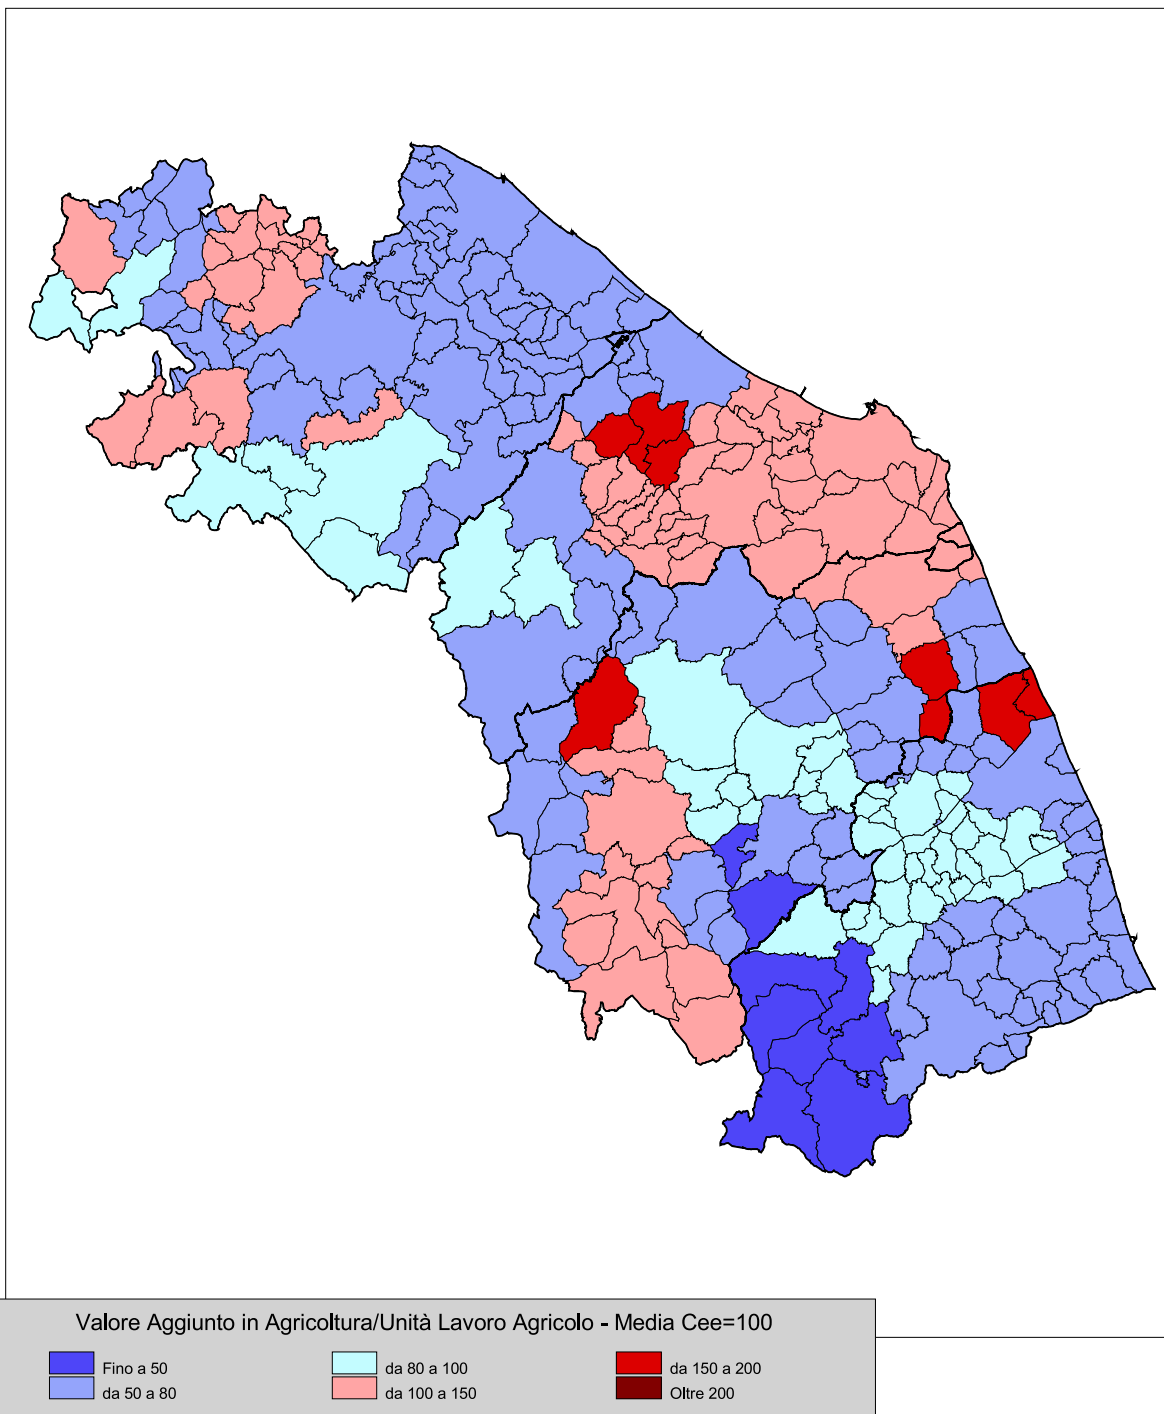 Valore Aggiunto in Agricoltura/Unità Lavoro Agricolo - Media Cee=100
Fino a 50
da 80 a 100
da 150 a 200
da 50 a 80
da 100 a 150
Oltre 200